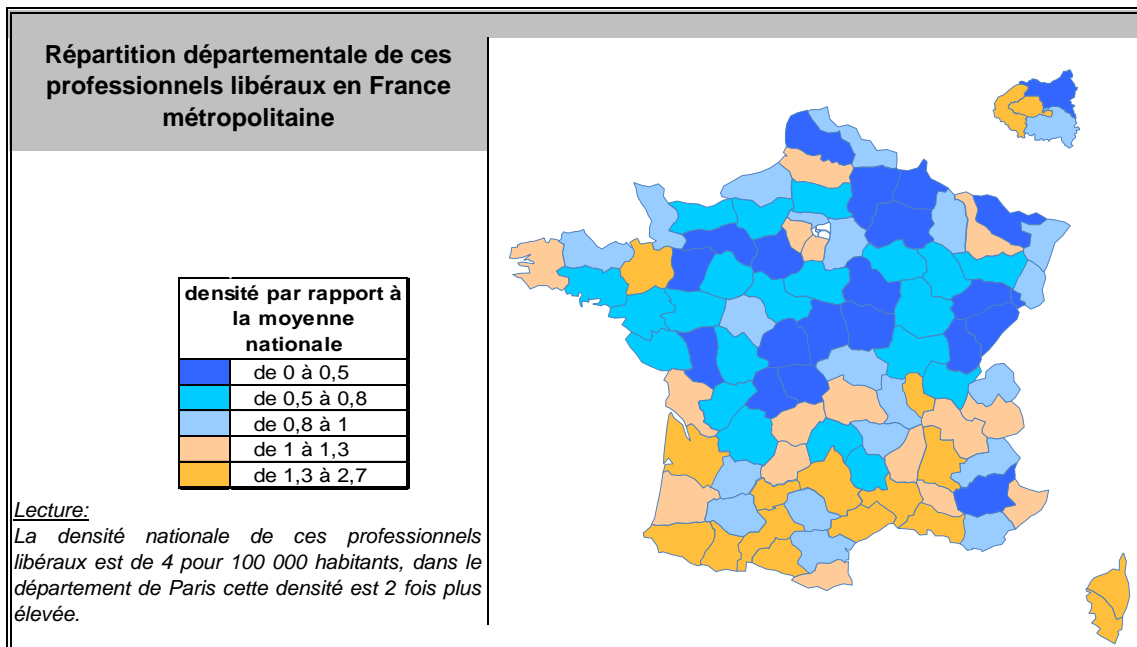 Répartition départementale de ces
professionnels libéraux en France
métropolitaine
densité par rapport à
la moyenne
nationale
de 0 à 0,5
de 0,5 à 0,8
de 0,8 à 1
de 1 à 1,3
de 1,3 à 2,7
Lecture:
La densité nationale de ces professionnels
libéraux est de 4 pour 100 000 habitants, dans le
département de Paris cette densité est 2 fois plus
élevée.